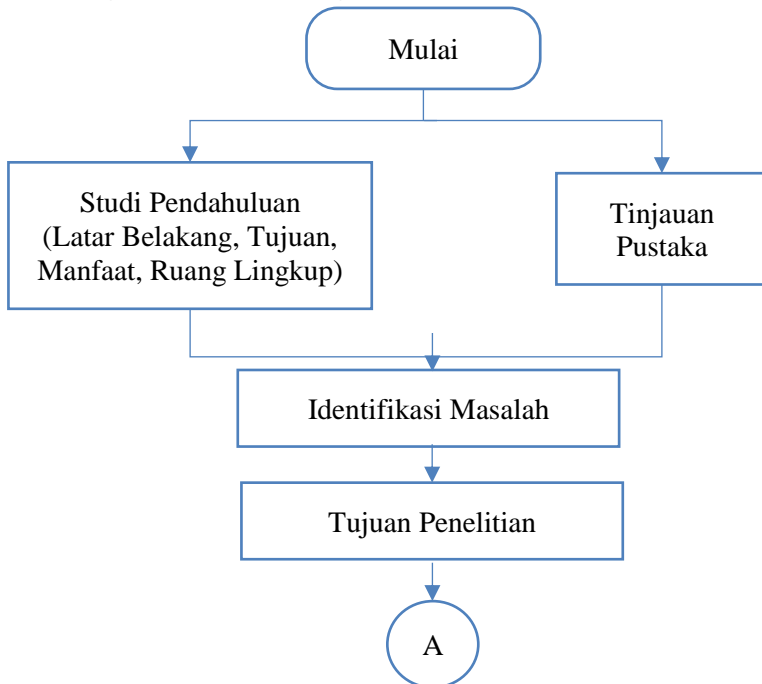 Mulai
Studi Pendahuluan
(Latar Belakang, Tujuan,
Manfaat, Ruang Lingkup)
Tinjauan
Pustaka
Identifikasi Masalah
Tujuan Penelitian
A